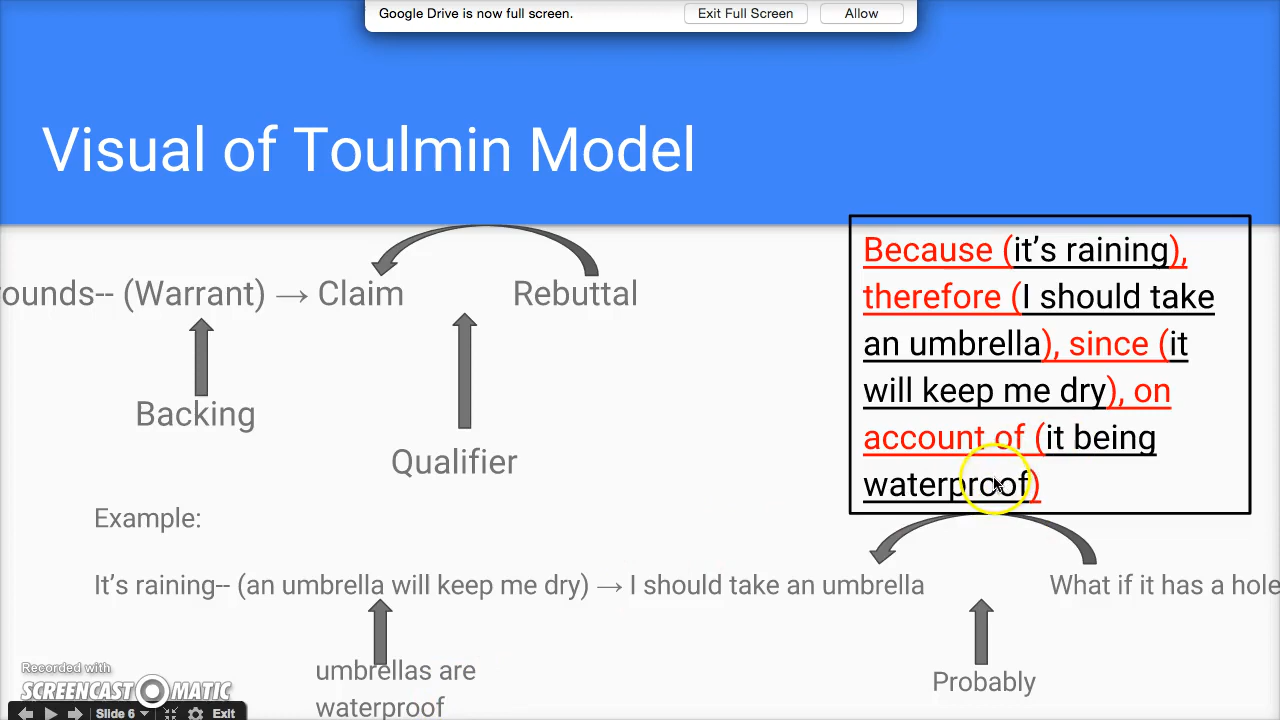 Google Drive is now full screen. Exit Full Screen Allow
Visual of Toulmin Model
Because (it's raining),
therefore (I should take
an umbrella), since (it
will keep me dry), on
account of (it being
waterproof)
ounds-- (Warrant) → Claim Rebuttal
Backing
Qualifier
Example:
It's raining-- (an umbrella will keep me dry) → I should take an umbrella What if it has a hole
umbrellas are
waterproof
Probably
Recorded with
SCREENCAST O MATIC
Slide 6 Exit